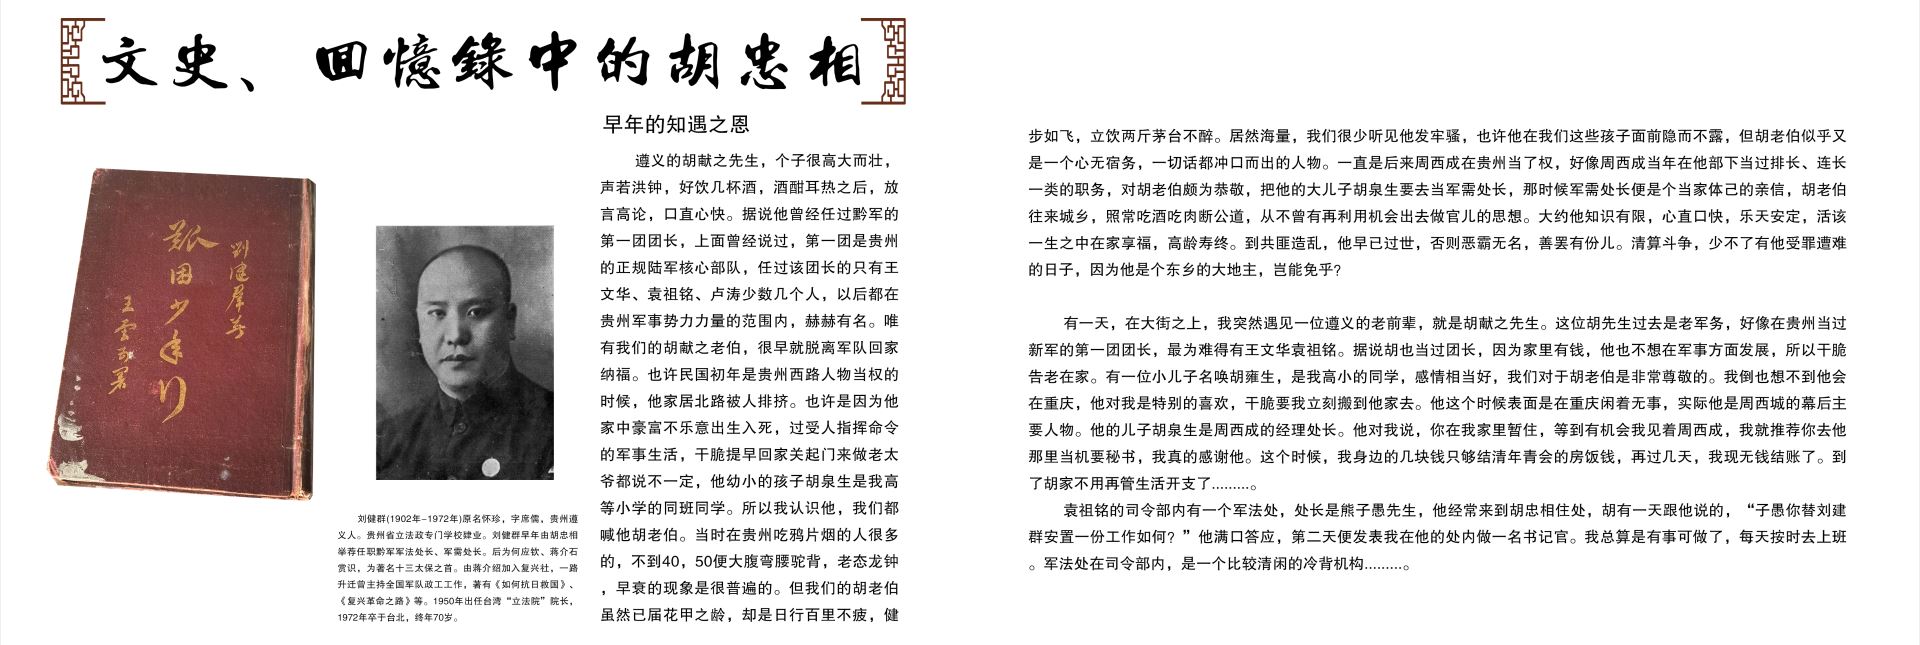 文史、回憶錄中的胡忠相
劉健羣著
艱困少年行
王雲五署
刘健群(1902年-1972年)原名怀珍，字席儒，贵州遵
义人。贵州省立法政专门学校肄业。刘健群早年由胡忠相
举荐任职黔军军法处长、军需处长。后为何应钦、蒋介石
赏识，为著名十三太保之首。由蒋介绍加入复兴社，一路
升迁曾主持全国军队政工工作，著有《如何抗日救国》、
《复兴革命之路》等。1950年出任台湾“立法院”院长，
1972年卒于台北，终年70岁。
早年的知遇之恩
遵义的胡献之先生，个子很高大而壮，
声若洪钟，好饮几杯酒，酒酣耳热之后，放
言高论，口直心快。据说他曾经任过黔军的
第一团团长，上面曾经说过，第一团是贵州
的正规陆军核心部队，任过该团长的只有王
文华、袁祖铭、卢涛少数几个人，以后都在
贵州军事势力力量的范围内，赫赫有名。唯
有我们的胡献之老伯，很早就脱离军队回家
纳福。也许民国初年是贵州西路人物当权的
时候，他家居北路被人排挤。也许是因为他
家中豪富不乐意出生入死，过受人指挥命令
的军事生活，干脆提早回家关起门来做老太
爷都说不一定，他幼小的孩子胡泉生是我高
等小学的同班同学。所以我认识他，我们都
喊他胡老伯。当时在贵州吃鸦片烟的人很多
的，不到40，50便大腹弯腰驼背，老态龙钟
，早衰的现象是很普遍的。但我们的胡老伯
虽然已届花甲之龄，却是日行百里不疲，健
步如飞，立饮两斤茅台不醉。居然海量，我们很少听见他发牢骚，也许他在我们这些孩子面前隐而不露，但胡老伯似乎又
是一个心无宿务，一切话都冲口而出的人物。一直是后来周西成在贵州当了权，好像周西成当年在他部下当过排长、连长
一类的职务，对胡老伯颇为恭敬，把他的大儿子胡泉生要去当军需处长，那时候军需处长便是个当家体己的亲信，胡老伯
往来城乡，照常吃酒吃肉断公道，从不曾有再利用机会出去做官儿的思想。大约他知识有限，心直口快，乐天安定，活该
一生之中在家享福，高龄寿终。到共匪造乱，他早已过世，否则恶霸无名，善罢有份儿。清算斗争，少不了有他受罪遭难
的日子，因为他是个东乡的大地主，岂能免乎?
有一天，在大街之上，我突然遇见一位遵义的老前辈，就是胡献之先生。这位胡先生过去是老军务，好像在贵州当过
新军的第一团团长，最为难得有王文华袁祖铭。据说胡也当过团长，因为家里有钱，他也不想在军事方面发展，所以干脆
告老在家。有一位小儿子名唤胡雍生，是我高小的同学，感情相当好，我们对于胡老伯是非常尊敬的。我倒也想不到他会
在重庆，他对我是特别的喜欢，干脆要我立刻搬到他家去。他这个时候表面是在重庆闲着无事，实际他是周西城的幕后主
要人物。他的儿子胡泉生是周西成的经理处长。他对我说，你在我家里暂住，等到有机会我见着周西成，我就推荐你去他
那里当机要秘书，我真的感谢他。这个时候，我身边的几块钱只够结清年青会的房饭钱，再过几天，我现无钱结账了。到
了胡家不用再管生活开支了.........。
袁祖铭的司令部内有一个军法处，处长是熊子愚先生，他经常来到胡忠相住处，胡有一天跟他说的，“子愚你替刘建
群安置一份工作如何？”他满口答应，第二天便发表我在他的处内做一名书记官。我总算是有事可做了，每天按时去上班
。军法处在司令部内，是一个比较清闲的冷背机构.........。